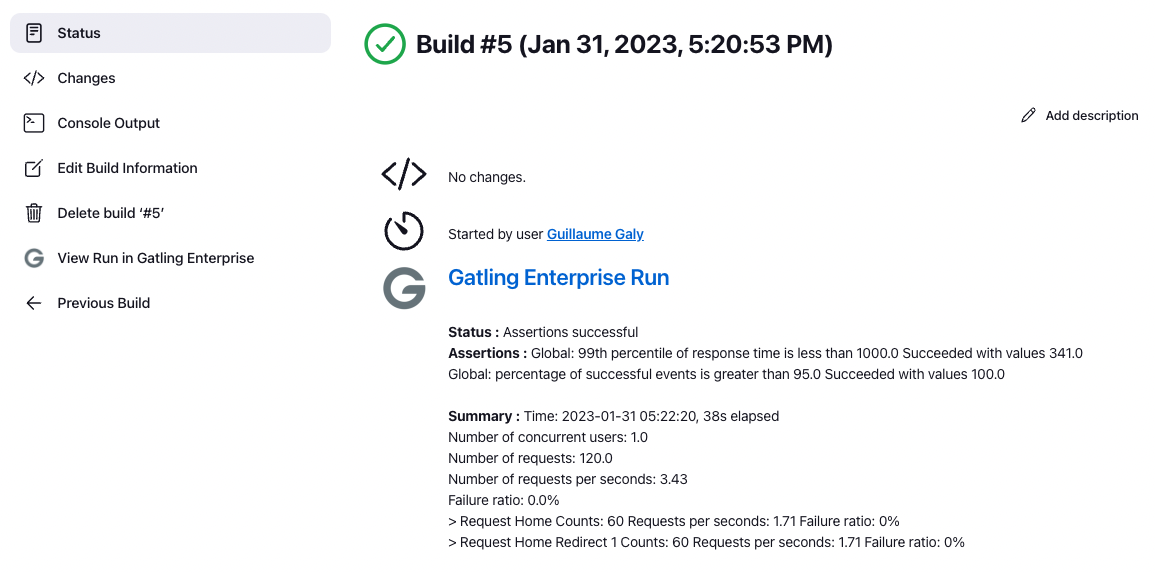 Status
Changes
Console Output
Edit Build Information
Delete build ‘#5’
View Run in Gatling Enterprise
Previous Build
Build #5 (Jan 31, 2023, 5:20:53 PM)
Add description
No changes.
Started by user Guillaume Galy
Gatling Enterprise Run
Status : Assertions successful
Assertions : Global: 99th percentile of response time is less than 1000.0 Succeeded with values 341.0
Global: percentage of successful events is greater than 95.0 Succeeded with values 100.0
Summary : Time: 2023-01-31 05:22:20, 38s elapsed
Number of concurrent users: 1.0
Number of requests: 120.0
Number of requests per seconds: 3.43
Failure ratio: 0.0%
> Request Home Counts: 60 Requests per seconds: 1.71 Failure ratio: 0%
> Request Home Redirect 1 Counts: 60 Requests per seconds: 1.71 Failure ratio: 0%